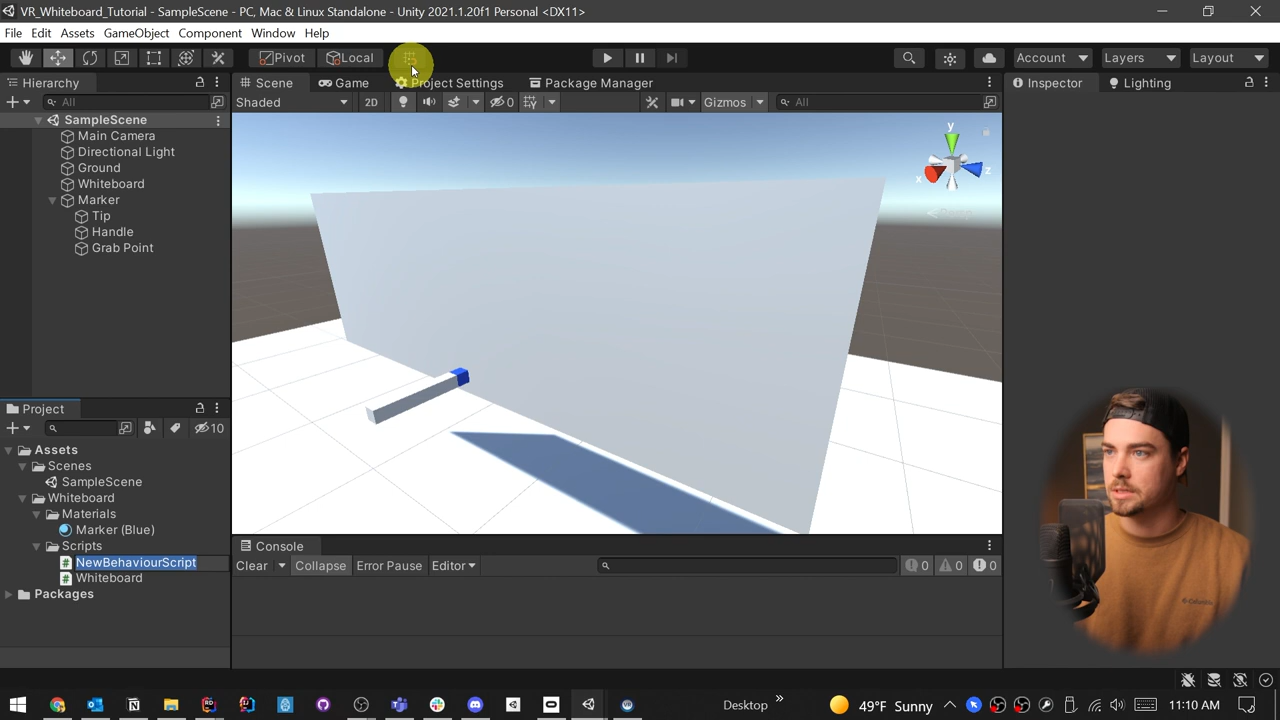 VR_Whiteboard_Tutorial - SampleScene - PC, Mac & Linux Standalone - Unity 2021.1.20f1 Personal <DX11>
File Edit Assets GameObject Component Window Help
Pivot Local Account Layers Layout
Hierarchy Scene Game Project Settings Package Manager Inspector Lighting
All Shaded 2D 0 Gizmos All
SampleScene
Main Camera
Directional Light
Ground
Whiteboard
Marker
Tip
Handle
Grab Point
y
x z
Persp
Project
10
Assets
Scenes
SampleScene
Whiteboard
Materials
Marker (Blue)
Scripts
NewBehaviourScript
Whiteboard
Packages
Console
Clear Collapse Error Pause Editor 0 0 0
Columbia
Desktop 49°F Sunny 11:10 AM